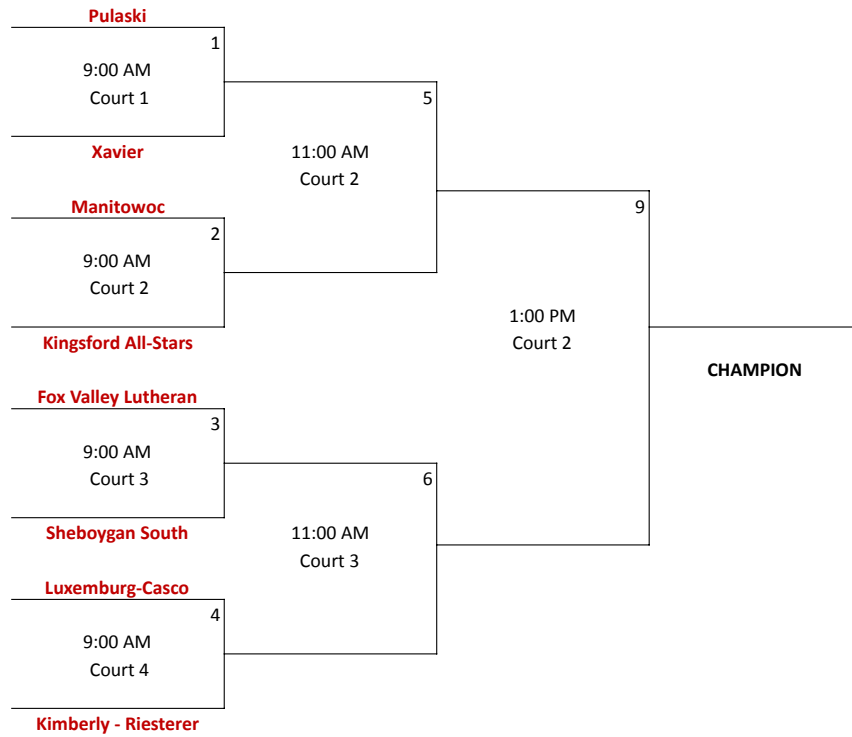 Pulaski
1
9:00 AM
Court 1
5
Xavier
11:00 AM
Court 2
Manitowoc
9
2
9:00 AM
Court 2
1:00 PM
Court 2
Kingsford All-Stars
CHAMPION
Fox Valley Lutheran
3
9:00 AM
Court 3
6
Sheboygan South
11:00 AM
Court 3
Luxemburg-Casco
4
9:00 AM
Court 4
Kimberly - Riesterer